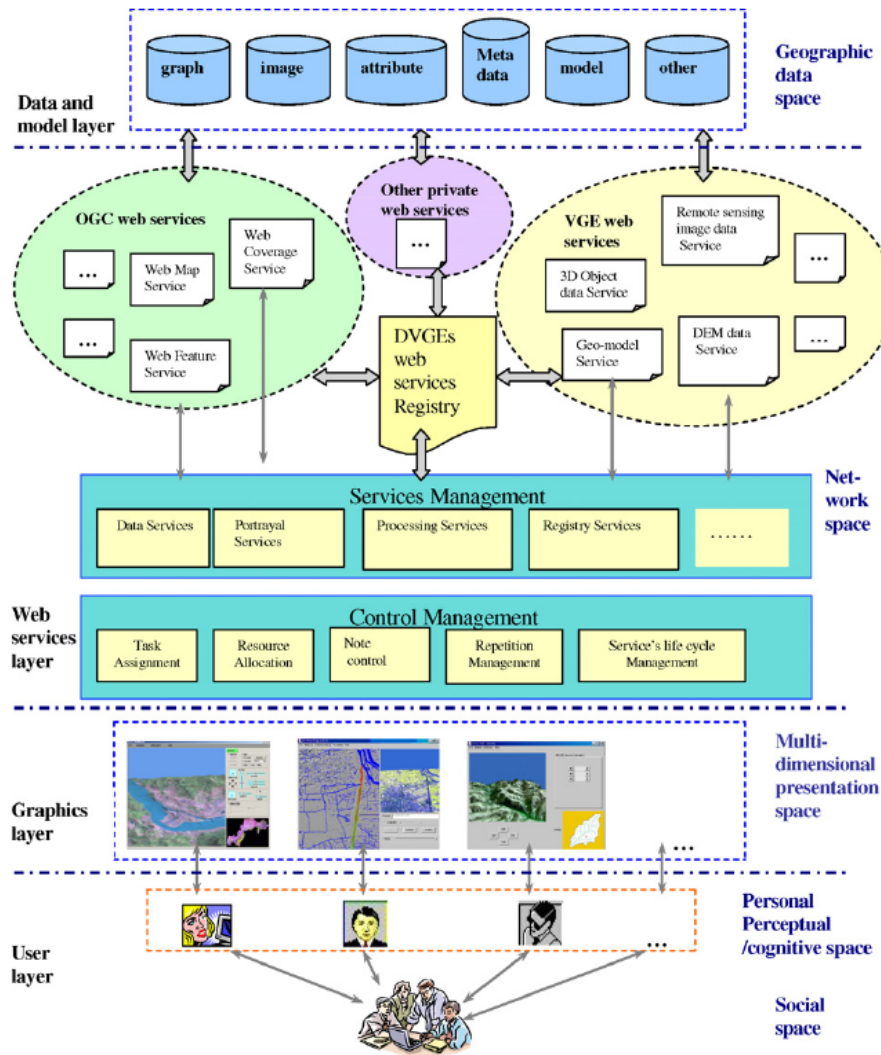 graph
image
attribute
Meta
data
model
other
Geographic
data
space
Data and
model layer
OGC web services
...
Web Map
Service
Web
Coverage
Service
...
Web Feature
Service
Other private
web services
...
VGE web
services
Remote sensing
image data
Service
...
3D Object
data Service
Geo-model
Service
DEM data
Service
...
DVGEs
web
services
Registry
Net-
work
space
Services Management
Data Services
Portrayal
Services
Processing Services
Registry Services
......
Web
services
layer
Control Management
Task
Assignment
Resource
Allocation
Note
control
Repetition
Management
Service's life cycle
Management
Multi-
dimensional
presentation
space
Graphics
layer
...
Personal
Perceptual
/cognitive space
User
layer
...
Social
space